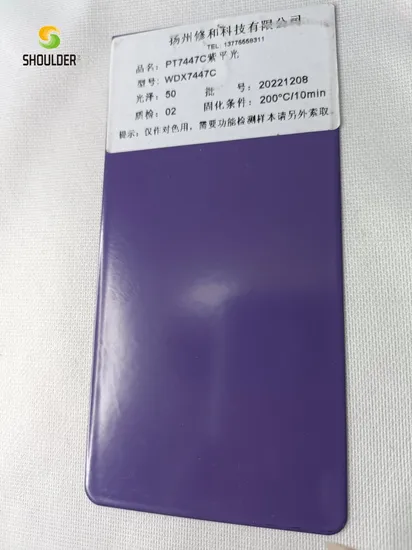 SHOULDER
扬州修和科技有限公司
TEL: 13775558311
品名: PT7447C紫平光
型号: WDX7447C
光泽: 50 批 号: 20221208
质检: 02 固化条件: 200°C/10min
提示: 仅作对色用, 需要功能检测样本请另外索取.